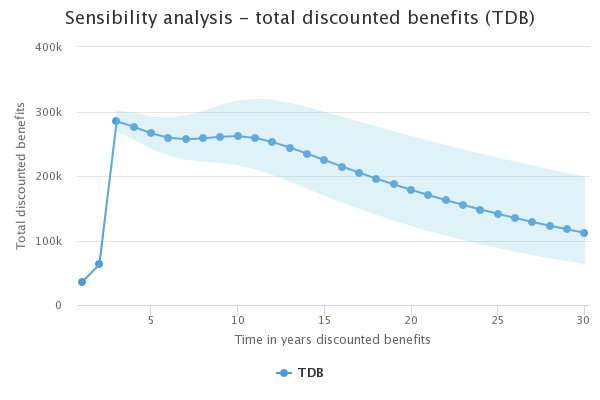 Sensibility analysis - total discounted benefits (TDB)
400k
300k
200k
100k
0
Total discounted benefits
5 10 15 20 25 30
Time in years discounted benefits
TDB